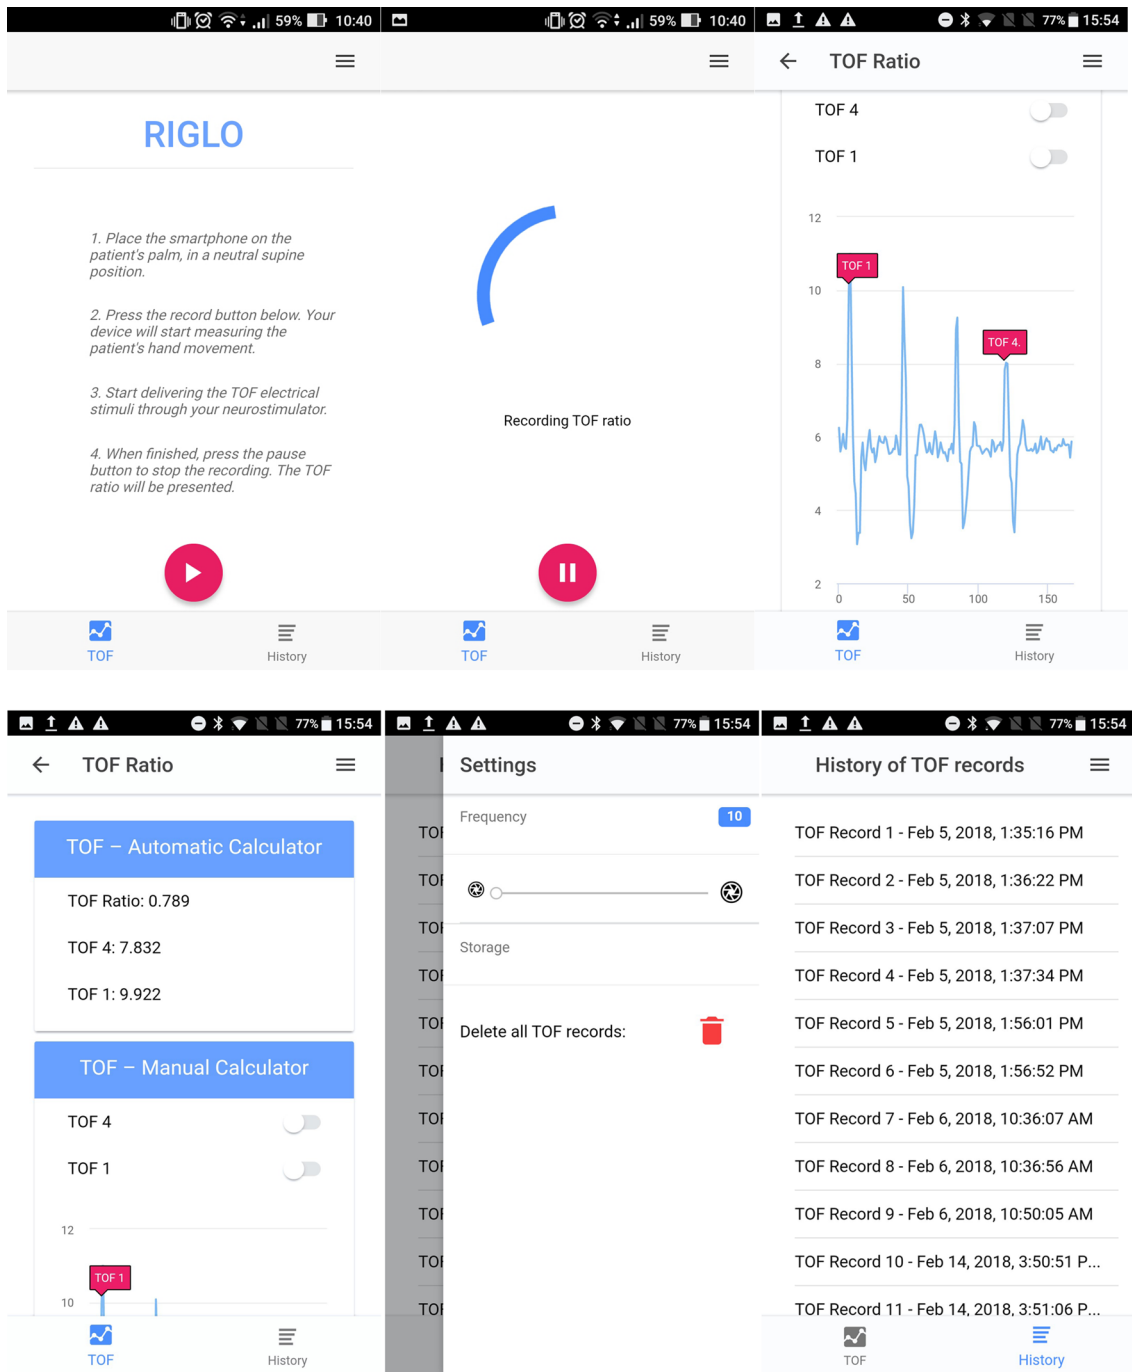 59% 10:40
RIGLO
1. Place the smartphone on the
patient's palm, in a neutral supine
position.
2. Press the record button below. Your
device will start measuring the
patient's hand movement.
3. Start delivering the TOF electrical
stimuli through your neurostimulator.
4. When finished, press the pause
button to stop the recording. The TOF
ratio will be presented.
TOF
History
59% 10:40
Recording TOF ratio
TOF
History
77% 15:54
TOF Ratio
TOF 4
TOF 1
12
10
8
6
4
2
TOF 1
TOF 4.
0 50 100 150
TOF
History
77% 15:54
TOF Ratio
TOF – Automatic Calculator
TOF Ratio: 0.789
TOF 4: 7.832
TOF 1: 9.922
TOF – Manual Calculator
TOF 4
TOF 1
12
TOF 1
10
TOF
History
77% 15:54
Settings
Frequency 10
Storage
Delete all TOF records:
TOF
TOF
TOF
TOF
TOF
TOF
TOF
TOF
TOF
TOF
TOF
77% 15:54
History of TOF records
TOF Record 1 - Feb 5, 2018, 1:35:16 PM
TOF Record 2 - Feb 5, 2018, 1:36:22 PM
TOF Record 3 - Feb 5, 2018, 1:37:07 PM
TOF Record 4 - Feb 5, 2018, 1:37:34 PM
TOF Record 5 - Feb 5, 2018, 1:56:01 PM
TOF Record 6 - Feb 5, 2018, 1:56:52 PM
TOF Record 7 - Feb 6, 2018, 10:36:07 AM
TOF Record 8 - Feb 6, 2018, 10:36:56 AM
TOF Record 9 - Feb 6, 2018, 10:50:05 AM
TOF Record 10 - Feb 14, 2018, 3:50:51 P...
TOF Record 11 - Feb 14, 2018, 3:51:06 P...
TOF
History